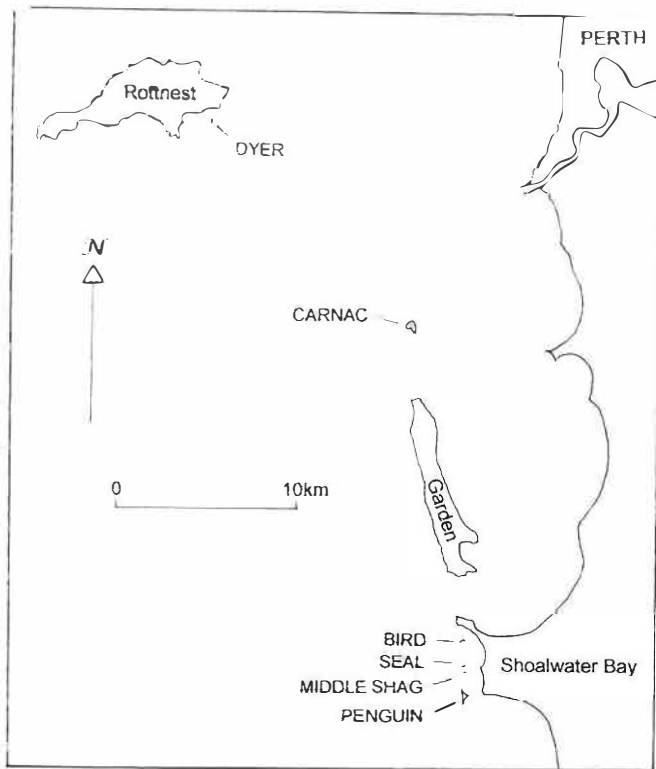 PERTH
Rottnest
DYER
N
CARNAC
0 10km
Garden
BIRD
SEAL
Shoalwater Bay
MIDDLE SHAG
PENGUIN